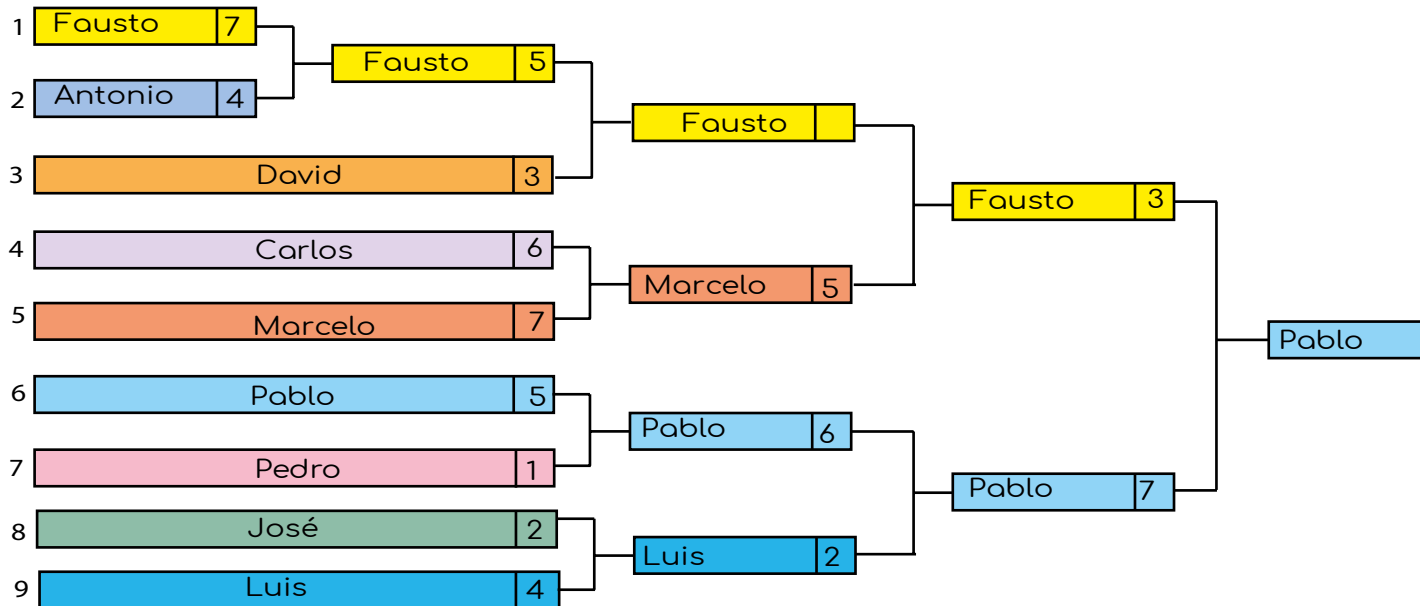 1 Fausto 7
Fausto 5
2 Antonio 4
Fausto
3 David 3
Fausto 3
4 Carlos 6
Marcelo 5
5 Marcelo 7
Pablo
6 Pablo 5
Pablo 6
7 Pedro 1
Pablo 7
8 José 2
Luis 2
9 Luis 4